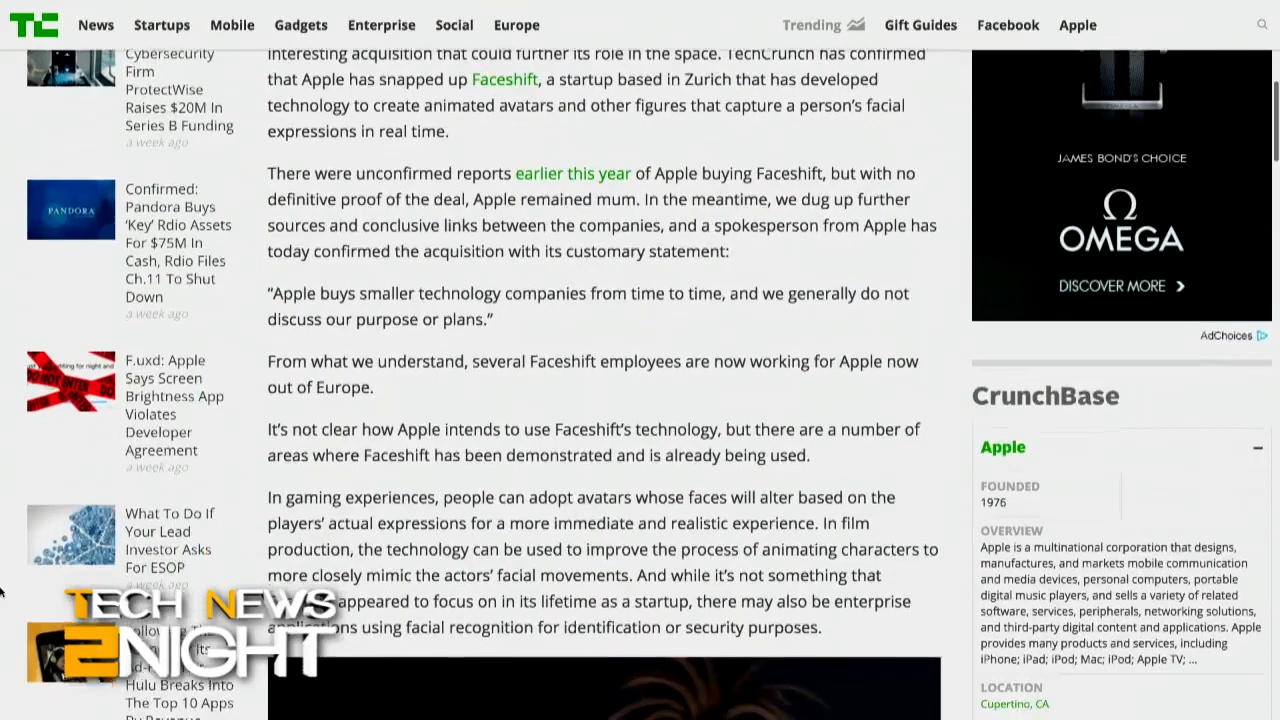 TC
News
Startups
Mobile
Gadgets
Enterprise
Social
Europe
Trending
Gift Guides
Facebook
Apple
Cybersecurity
Firm
ProtectWise
Raises $20M In
Series B Funding
a week ago
PANDORA
Confirmed:
Pandora Buys
‘Key’ Rdio Assets
For $75M In
Cash, Rdio Files
Ch.11 To Shut
Down
a week ago
F.uxd: Apple
Says Screen
Brightness App
Violates
Developer
Agreement
a week ago
What To Do If
Your Lead
Investor Asks
For ESOP
a week ago
Hulu Breaks Into
The Top 10 Apps
By Revenue
interesting acquisition that could further its role in the space. TechCrunch has confirmed
that Apple has snapped up Faceshift, a startup based in Zurich that has developed
technology to create animated avatars and other figures that capture a person’s facial
expressions in real time.
There were unconfirmed reports earlier this year of Apple buying Faceshift, but with no
definitive proof of the deal, Apple remained mum. In the meantime, we dug up further
sources and conclusive links between the companies, and a spokesperson from Apple has
today confirmed the acquisition with its customary statement:
“Apple buys smaller technology companies from time to time, and we generally do not
discuss our purpose or plans.”
From what we understand, several Faceshift employees are now working for Apple now
out of Europe.
It’s not clear how Apple intends to use Faceshift’s technology, but there are a number of
areas where Faceshift has been demonstrated and is already being used.
In gaming experiences, people can adopt avatars whose faces will alter based on the
players’ actual expressions for a more immediate and realistic experience. In film
production, the technology can be used to improve the process of animating characters to
more closely mimic the actors’ facial movements. And while it’s not something that
appeared to focus on in its lifetime as a startup, there may also be enterprise
applications using facial recognition for identification or security purposes.
TECH NEWS
2NIGHT
OMEGA
JAMES BOND'S CHOICE
Ω
OMEGA
DISCOVER MORE
AdChoices
CrunchBase
Apple
FOUNDED
1976
OVERVIEW
Apple is a multinational corporation that designs,
manufactures, and markets mobile communication
and media devices, personal computers, portable
digital music players, and sells a variety of related
software, services, peripherals, networking solutions,
and third-party digital content and applications. Apple
provides many products and services, including
iPhone; iPad; iPod; Mac; iPod; Apple TV; ...
LOCATION
Cupertino, CA